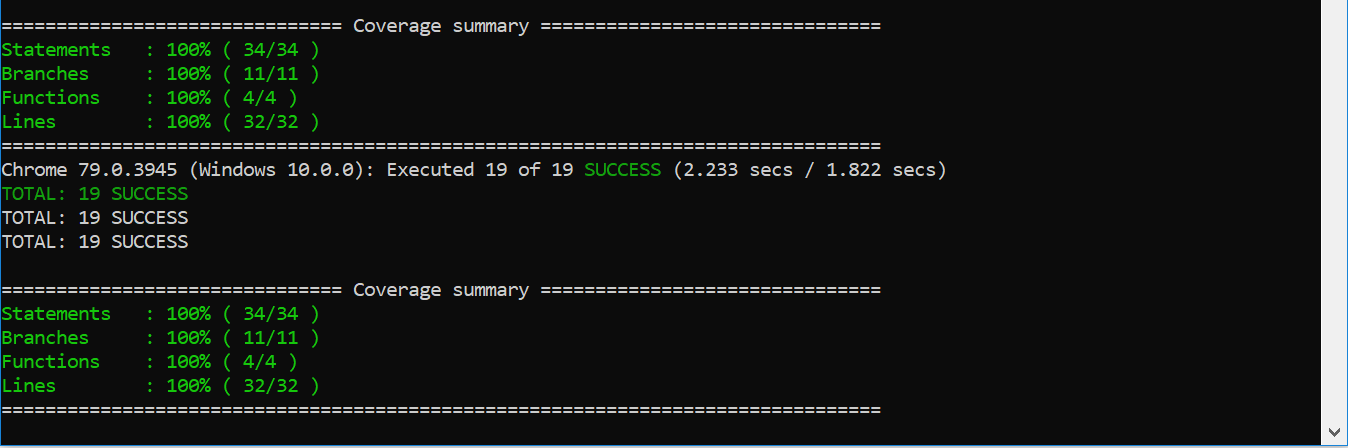 =============================== Coverage summary ===============================
Statements   : 100% ( 34/34 )
Branches     : 100% ( 11/11 )
Functions    : 100% ( 4/4 )
Lines        : 100% ( 32/32 )
================================================================================
Chrome 79.0.3945 (Windows 10.0.0): Executed 19 of 19 SUCCESS (2.233 secs / 1.822 secs)
TOTAL: 19 SUCCESS
TOTAL: 19 SUCCESS
TOTAL: 19 SUCCESS
=============================== Coverage summary ===============================
Statements   : 100% ( 34/34 )
Branches     : 100% ( 11/11 )
Functions    : 100% ( 4/4 )
Lines        : 100% ( 32/32 )
================================================================================